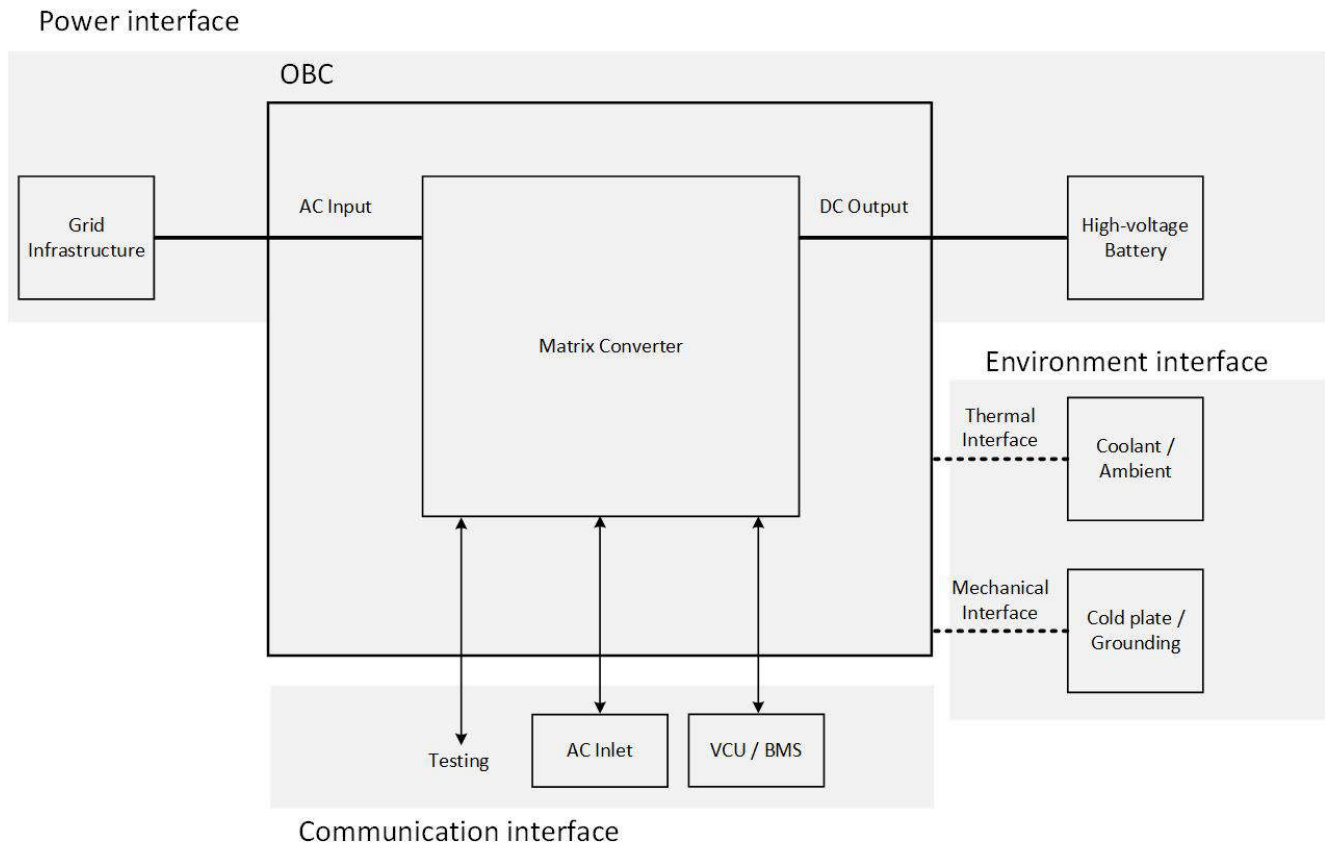 Power interface
OBC
Grid
Infrastructure
AC Input
DC Output
High-voltage
Battery
Matrix Converter
Environment interface
Thermal
Interface
Coolant /
Ambient
Mechanical
Interface
Cold plate /
Grounding
Testing
AC Inlet
VCU / BMS
Communication interface